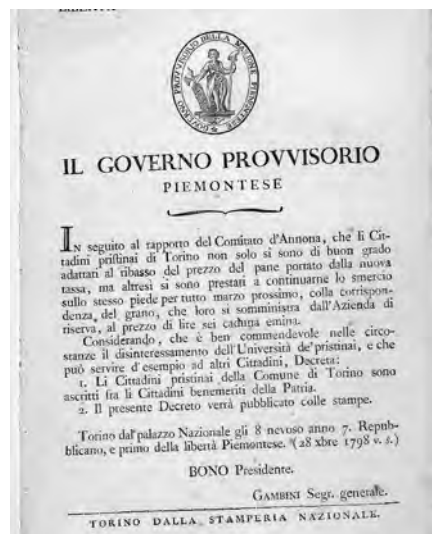 GOVERNO PROVVISORIO DELLA NAZIONE PIEMONTESE
IL GOVERNO PROVVISORIO
PIEMONTESE
In seguito al rapporto del Comitato d'Annona, che li Cit-
tadini pristinai di Torino non solo si sono di buon grado
adattati al ribasso del prezzo del pane portato dalla nuova
tassa, ma altresì si sono prestati a continuarne lo smercio
sullo stesso piede per tutto marzo prossimo, colla corrispon-
denza, del grano, che loro si somministra dall'Azienda di
riserva, al prezzo di lire sei caduna emina.
Considerando, che è ben commendevole nelle circo-
stanze il disinteressamento dell'Università de' pristinai, e che
può servire d'esempio ad altri Cittadini, Decreta:
1. Li Cittadini pristinai della Comune di Torino sono
ascritti fra li Cittadini benemeriti della Patria.
2. Il presente Decreto verrà pubblicato colle stampe.
Torino dal palazzo Nazionale gli 8 nevoso anno 7. Repub-
blicano, e primo della libertà Piemontese. (28 xbre 1798 v. s.)
BONO Presidente.
GAMBINI Segr. generale.
TORINO DALLA STAMPERIA NAZIONALE.